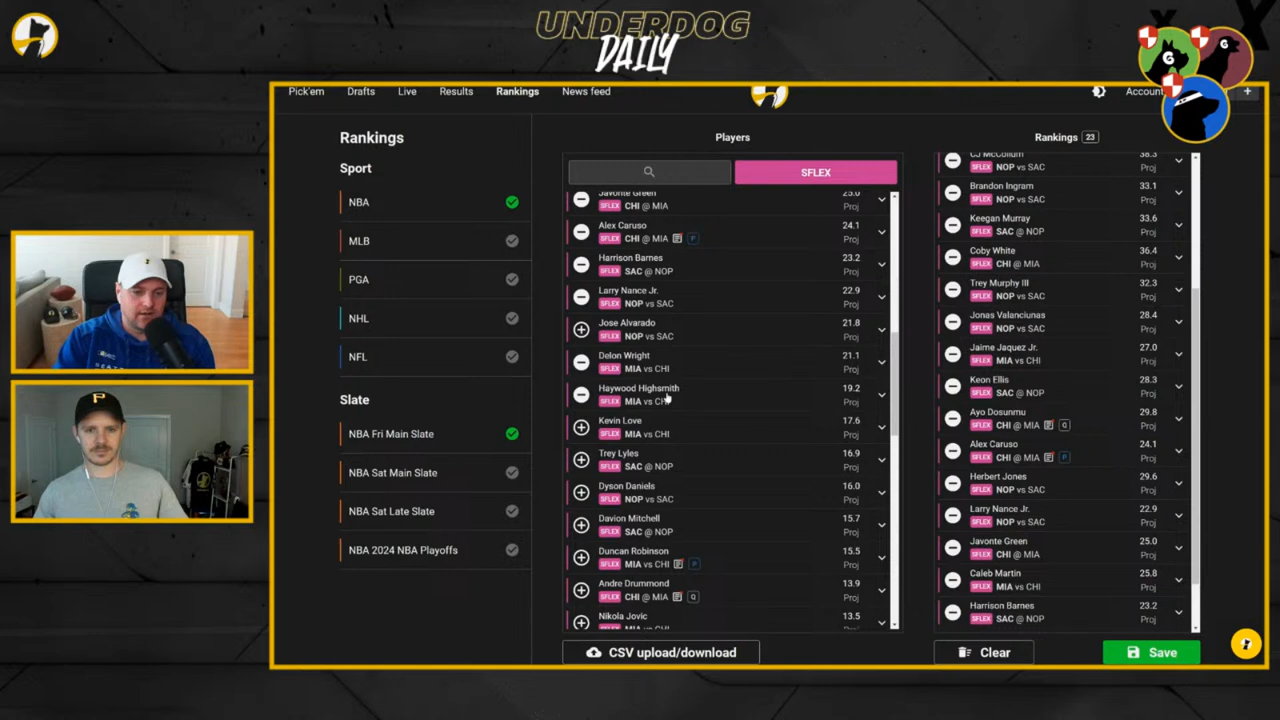 UNDERDOG
DAILY
Pick'em Drafts Live Results Rankings News feed Account +
Rankings
Sport
NBA
MLB
PGA
NHL
NFL
Slate
NBA Fri Main Slate
NBA Sat Main Slate
NBA Sat Late Slate
NBA 2024 NBA Playoffs
Players
SFLEX
Javonte Green 25.0
SFLEX CHI @ MIA Proj
Alex Caruso 24.1
SFLEX CHI @ MIA P Proj
Harrison Barnes 23.2
SFLEX SAC @ NOP Proj
Larry Nance Jr. 22.9
SFLEX NOP vs SAC Proj
Jose Alvarado 21.8
SFLEX NOP vs SAC Proj
Delon Wright 21.1
SFLEX MIA vs CHI Proj
Haywood Highsmith 19.2
SFLEX MIA vs CHI Proj
Kevin Love 17.6
SFLEX MIA vs CHI Proj
Trey Lyles 16.9
SFLEX SAC @ NOP Proj
Dyson Daniels 16.0
SFLEX NOP vs SAC Proj
Davion Mitchell 15.7
SFLEX SAC @ NOP Proj
Duncan Robinson 15.5
SFLEX MIA vs CHI P Proj
Andre Drummond 13.9
SFLEX CHI @ MIA Q Proj
Nikola Jovic 13.5
SFLEX MIA vs CHI Proj
CSV upload/download
Rankings 23
CJ McCollum 38.3
SFLEX NOP vs SAC Proj
Brandon Ingram 33.1
SFLEX NOP vs SAC Proj
Keegan Murray 33.6
SFLEX SAC @ NOP Proj
Coby White 36.4
SFLEX CHI @ MIA Proj
Trey Murphy III 32.3
SFLEX NOP vs SAC Proj
Jonas Valanciunas 28.4
SFLEX NOP vs SAC Proj
Jaime Jaquez Jr. 27.0
SFLEX MIA vs CHI Proj
Keon Ellis 28.3
SFLEX SAC @ NOP Proj
Ayo Dosunmu 29.8
SFLEX CHI @ MIA Q Proj
Alex Caruso 24.1
SFLEX CHI @ MIA P Proj
Herbert Jones 29.6
SFLEX NOP vs SAC Proj
Larry Nance Jr. 22.9
SFLEX NOP vs SAC Proj
Javonte Green 25.0
SFLEX CHI @ MIA Proj
Caleb Martin 25.8
SFLEX MIA vs CHI Proj
Harrison Barnes 23.2
SFLEX SAC @ NOP Proj
Clear
Save
G
G
P